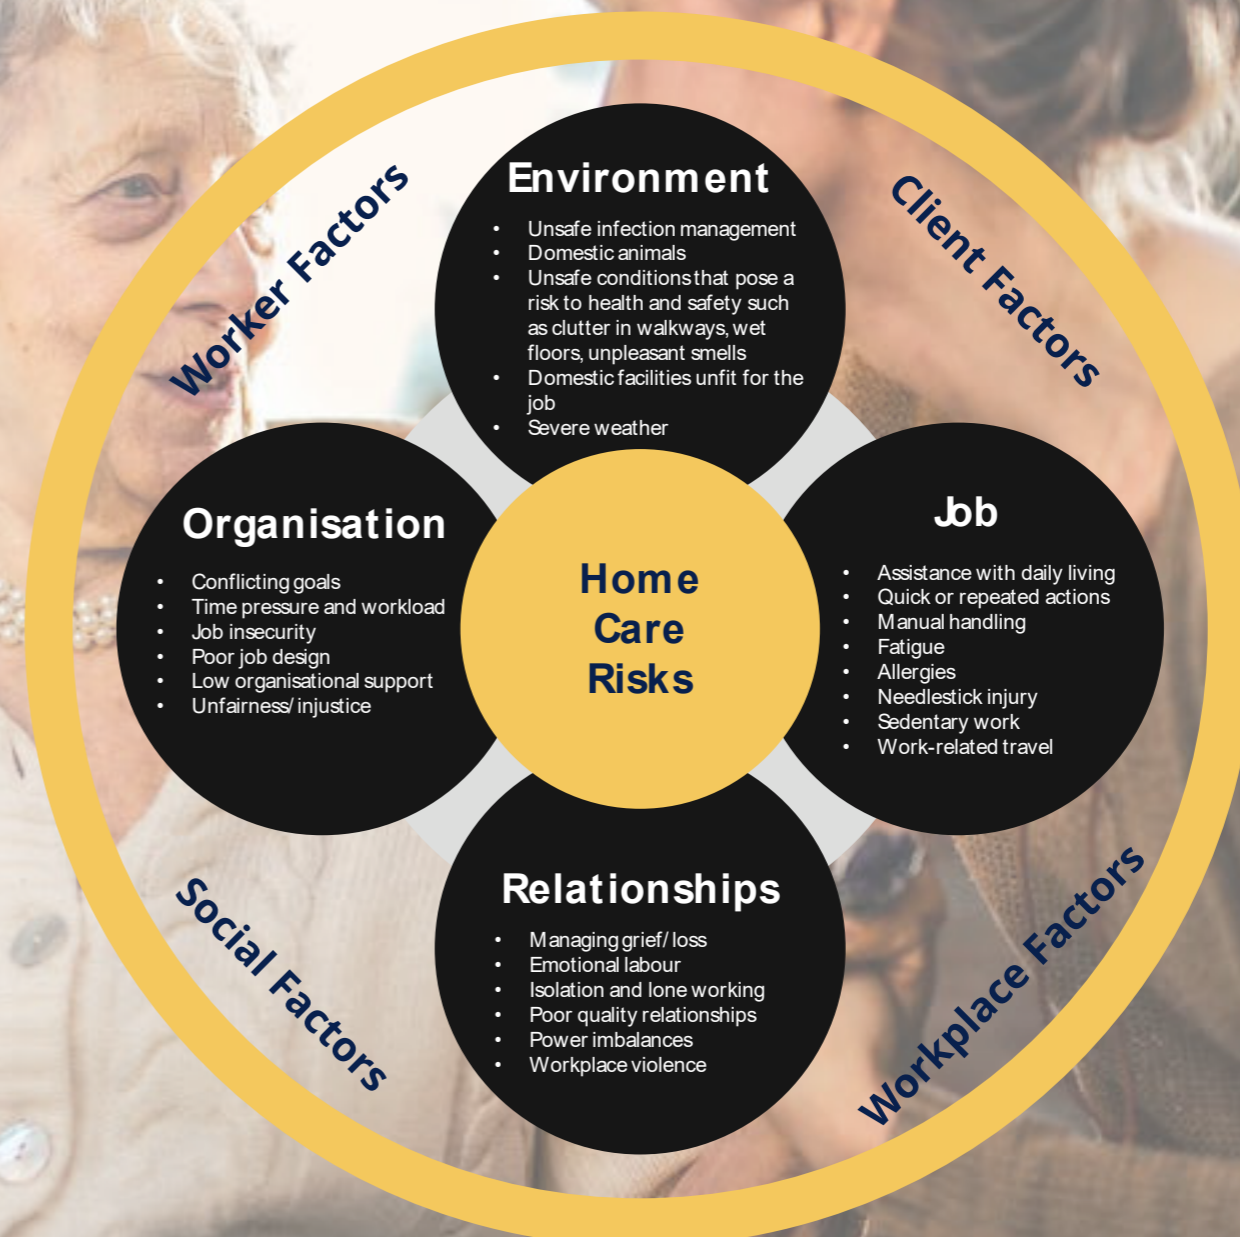 Worker Factors
Client Factors
Environment
• Unsafe infection management
• Domestic animals
• Unsafe conditions that pose a
risk to health and safety such
as clutter in walkways, wet
floors, unpleasant smells
• Domestic facilities unfit for the
job
• Severe weather
Organisation
• Conflicting goals
• Time pressure and workload
• Job insecurity
• Poor job design
• Low organisational support
• Unfairness/ injustice
Home
Care
Risks
Job
• Assistance with daily living
• Quick or repeated actions
• Manual handling
• Fatigue
• Allergies
• Needlestick injury
• Sedentary work
• Work-related travel
Relationships
• Managing grief/ loss
• Emotional labour
• Isolation and lone working
• Poor quality relationships
• Power imbalances
• Workplace violence
Social Factors
Workplace Factors